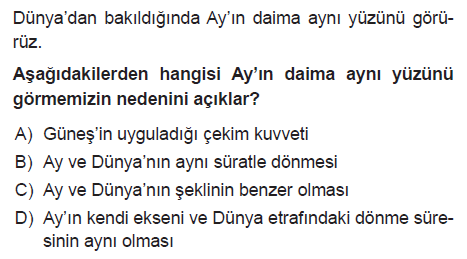 Dünya’dan bakıldığında Ay’ın daima aynı yüzünü görü-
rüz.
Aşağıdakilerden hangisi Ay’ın daima aynı yüzünü
görmemizin nedenini açıklar?
A) Güneş’in uyguladığı çekim kuvveti
B) Ay ve Dünya’nın aynı süratle dönmesi
C) Ay ve Dünya’nın şeklinin benzer olması
D) Ay’ın kendi ekseni ve Dünya etrafındaki dönme süre-
sinin aynı olması